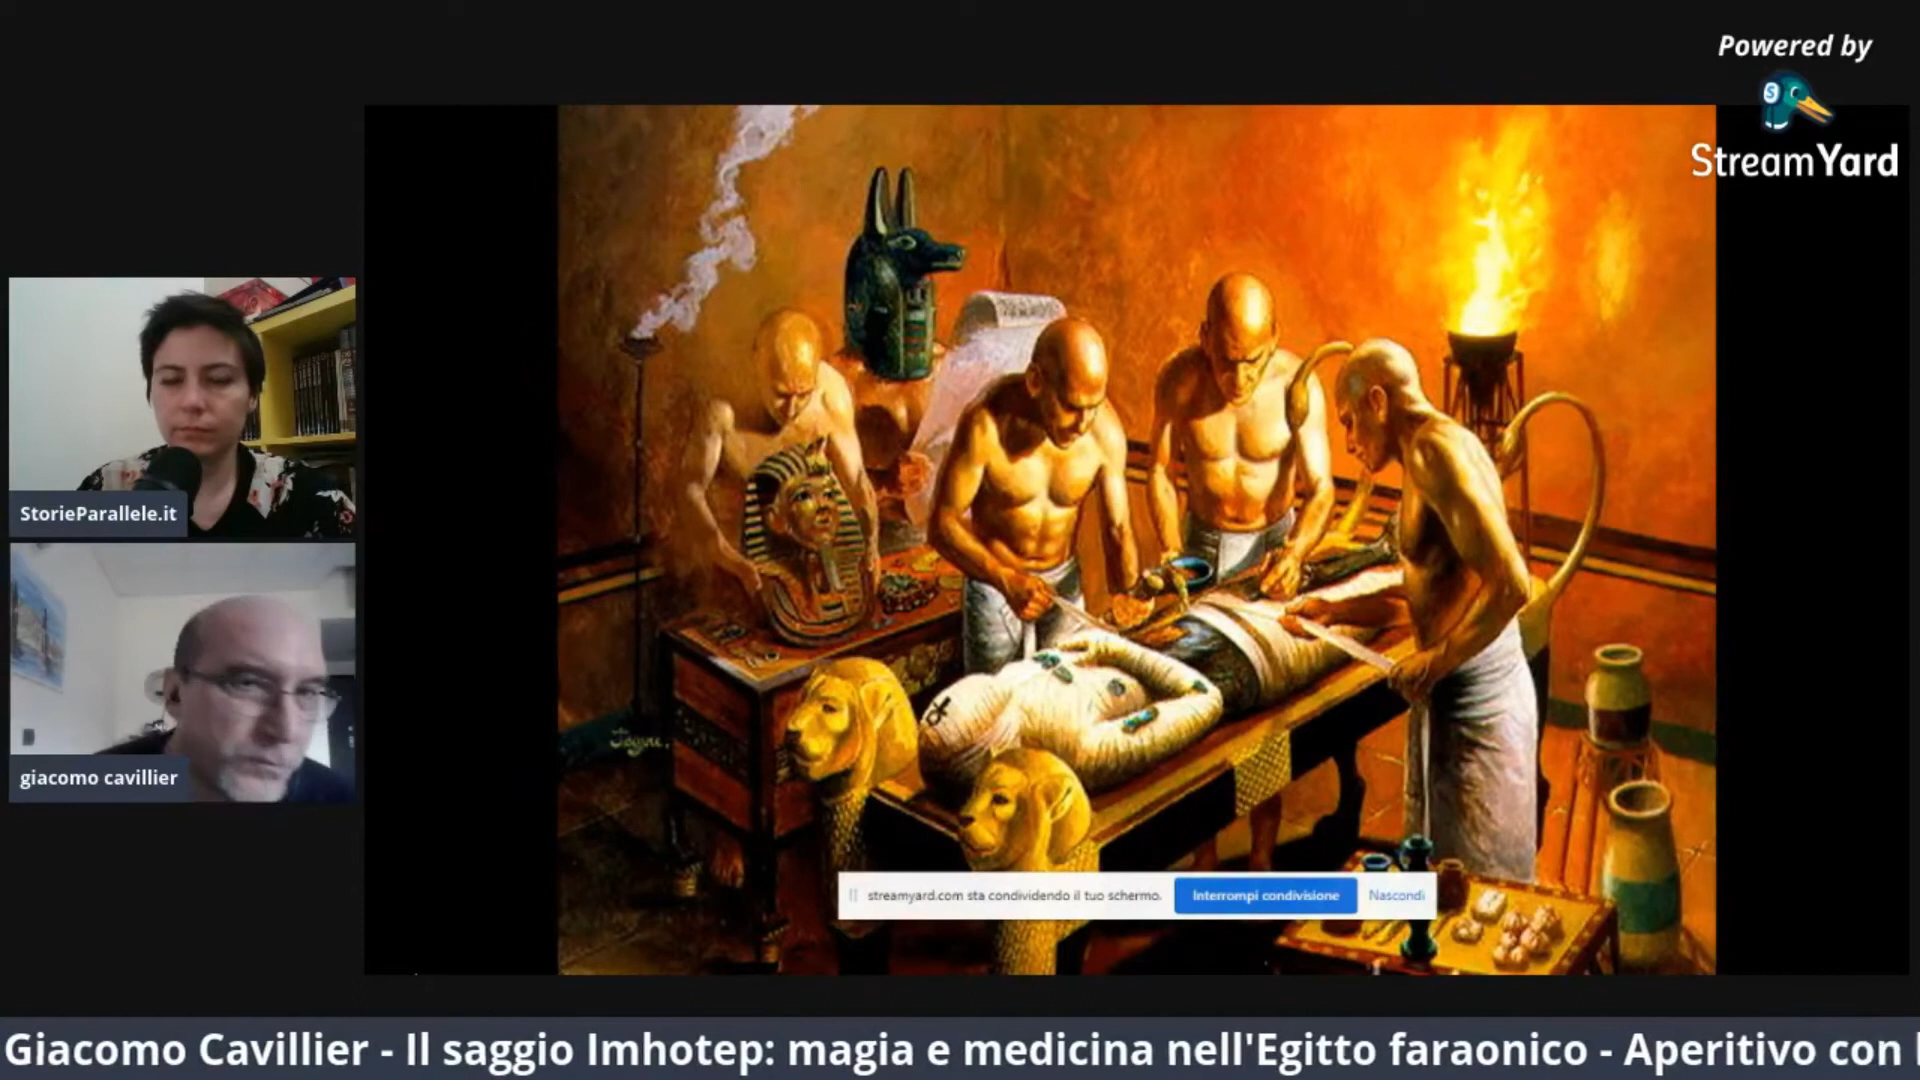 Powered by
StreamYard
StorieParallele.it
giacomo cavillier
streamyard.com sta condividendo il tuo schermo.
Interrompi condivisione
Nascondi
Giacomo Cavillier - Il saggio Imhotep: magia e medicina nell'Egitto faraonico - Aperitivo con